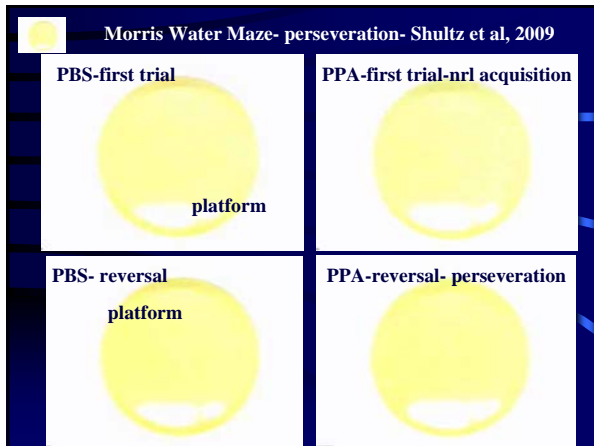 Morris Water Maze- perseveration- Shultz et al, 2009
PBS-first trial
platform
PPA-first trial-nrl acquisition
PBS- reversal
platform
PPA-reversal- perseveration